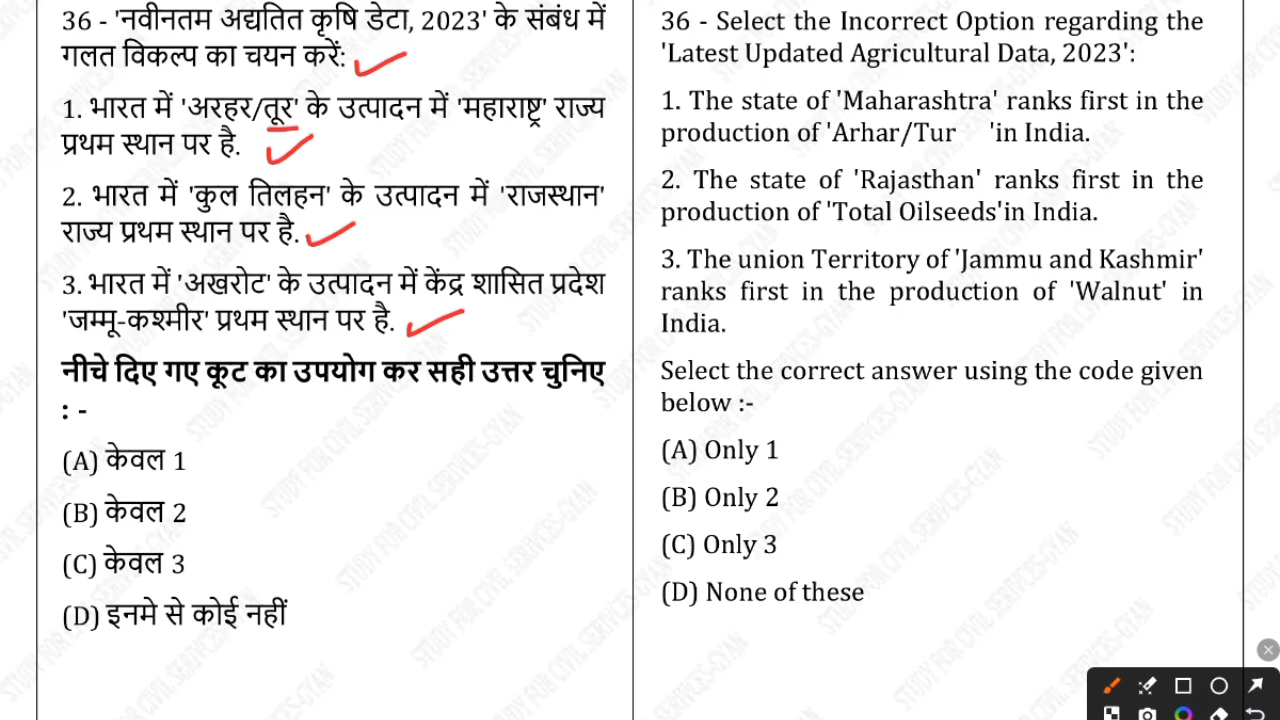 36 - 'नवीनतम अद्यतित कृषि डेटा, 2023' के संबंध में
गलत विकल्प का चयन करें:
1. भारत में 'अरहर/तूर' के उत्पादन में 'महाराष्ट्र' राज्य
प्रथम स्थान पर है.
2. भारत में 'कुल तिलहन' के उत्पादन में 'राजस्थान'
राज्य प्रथम स्थान पर है.
3. भारत में 'अखरोट' के उत्पादन में केंद्र शासित प्रदेश
'जम्मू-कश्मीर' प्रथम स्थान पर है.
नीचे दिए गए कूट का उपयोग कर सही उत्तर चुनिए
: -
(A) केवल 1
(B) केवल 2
(C) केवल 3
(D) इनमे से कोई नहीं
36 - Select the Incorrect Option regarding the
'Latest Updated Agricultural Data, 2023':
1. The state of 'Maharashtra' ranks first in the
production of 'Arhar/Tur 'in India.
2. The state of 'Rajasthan' ranks first in the
production of 'Total Oilseeds'in India.
3. The union Territory of 'Jammu and Kashmir'
ranks first in the production of 'Walnut' in
India.
Select the correct answer using the code given
below :-
(A) Only 1
(B) Only 2
(C) Only 3
(D) None of these
STUDY FOR CIVIL SERIVCES-GYAN